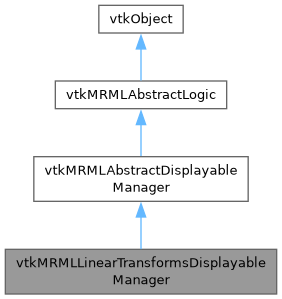 vtkObject
vtkMRMLAbstractLogic
vtkMRMLAbstractDisplayable
Manager
vtkMRMLLinearTransformsDisplayable
Manager